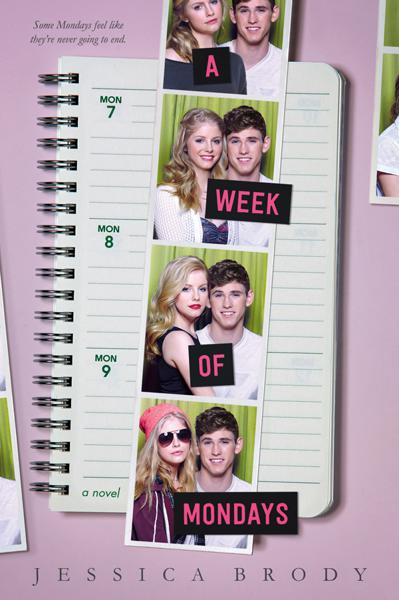 Some Mondays feel like
they're never going to end.
A
MON
7
WEEK
MON
8
OF
MON
9
a novel
MONDAYS
JESSICA BRODY